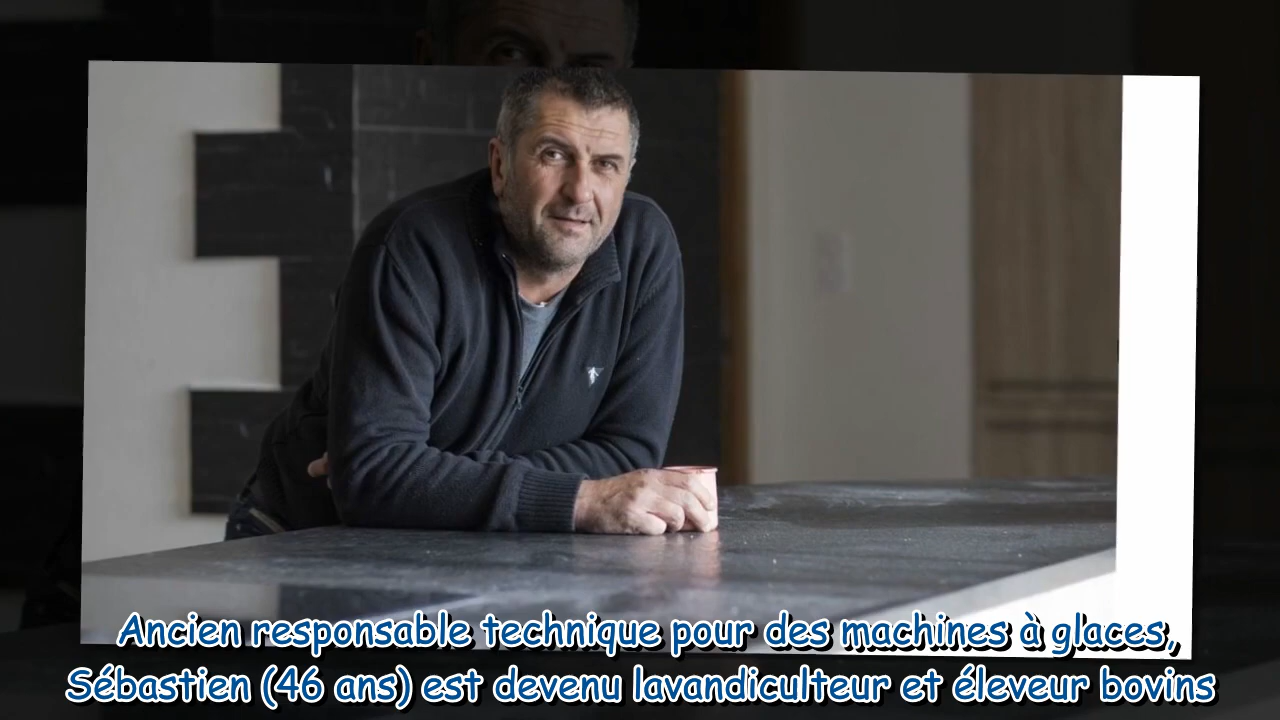 Ancien responsable technique pour des machines à glaces,
Sébastien (46 ans) est devenu lavandiculteur et éleveur bovins